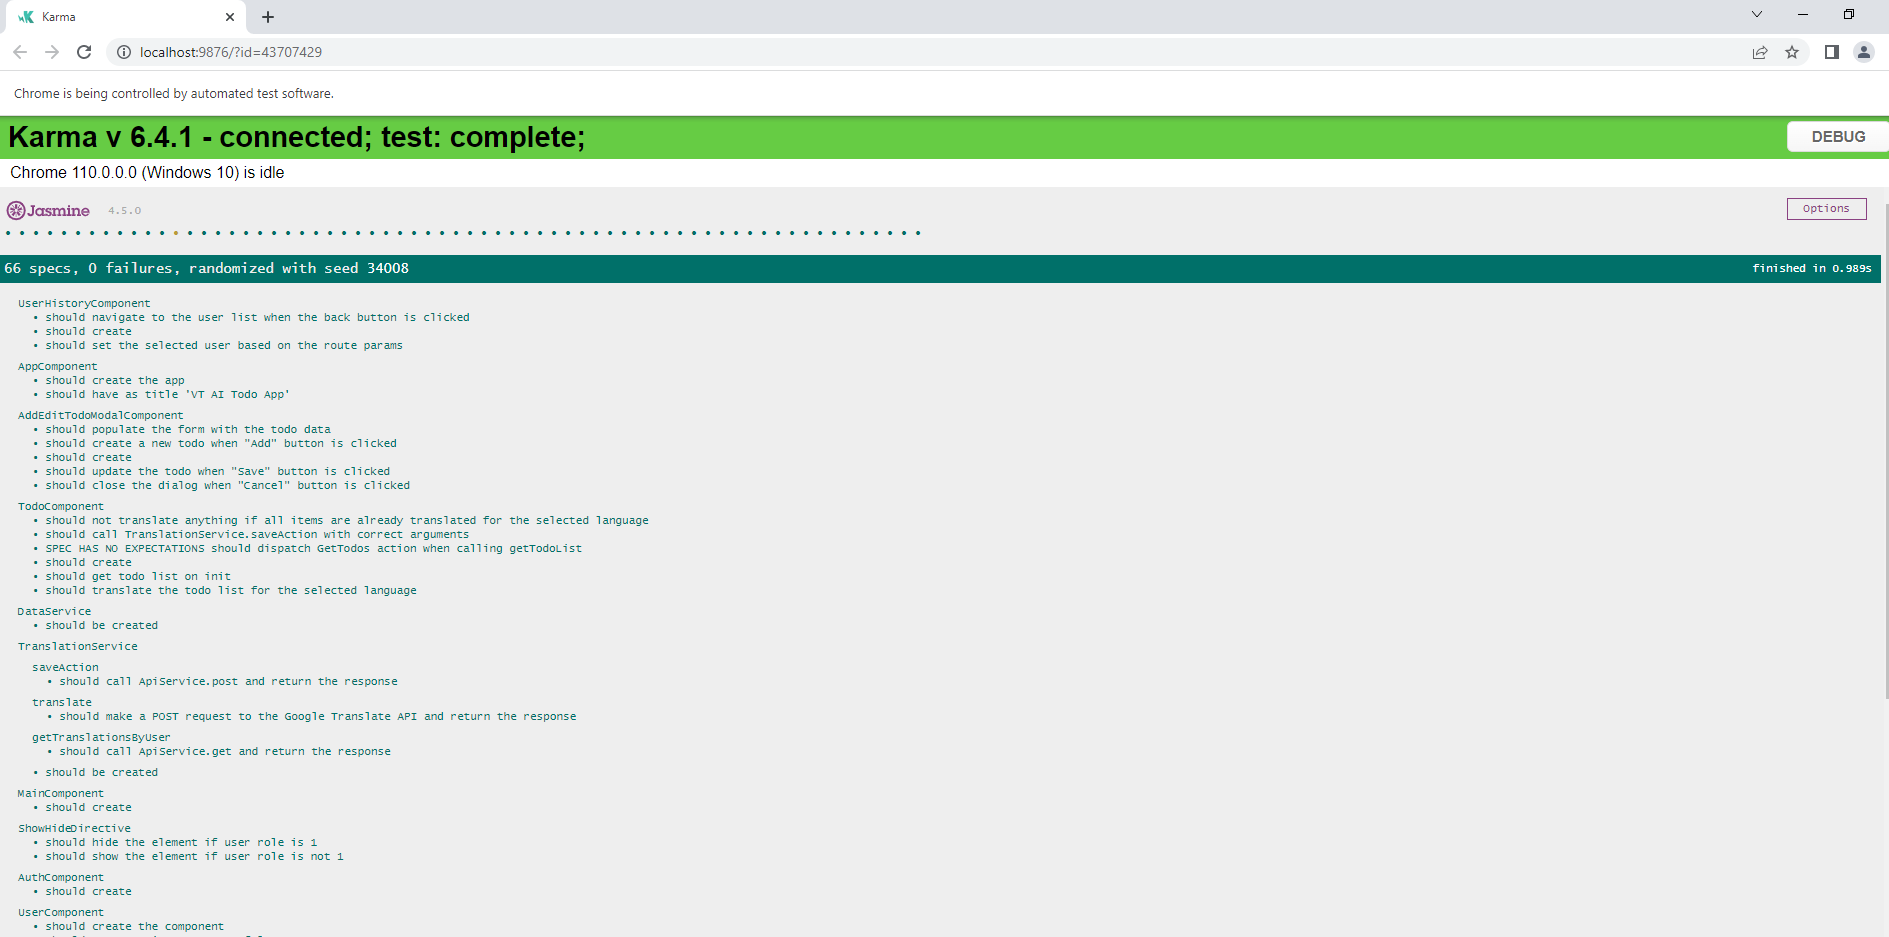 Karma
localhost:9876/?id=43707429
Chrome is being controlled by automated test software.
Karma v 6.4.1 - connected; test: complete;
DEBUG
Chrome 110.0.0.0 (Windows 10) is idle
Jasmine 4.5.0
Options
66 specs, 0 failures, randomized with seed 34008
finished in 0.989s
UserHistoryComponent
• should navigate to the user list when the back button is clicked
• should create
• should set the selected user based on the route params
AppComponent
• should create the app
• should have as title 'VT AI Todo App'
AddEditTodoModalComponent
• should populate the form with the todo data
• should create a new todo when "Add" button is clicked
• should create
• should update the todo when "Save" button is clicked
• should close the dialog when "Cancel" button is clicked
TodoComponent
• should not translate anything if all items are already translated for the selected language
• should call TranslationService.saveAction with correct arguments
• SPEC HAS NO EXPECTATIONS should dispatch GetTodos action when calling getTodoList
• should create
• should get todo list on init
• should translate the todo list for the selected language
DataService
• should be created
TranslationService
saveAction
• should call ApiService.post and return the response
translate
• should make a POST request to the Google Translate API and return the response
getTranslationsByUser
• should call ApiService.get and return the response
• should be created
MainComponent
• should create
ShowHideDirective
• should hide the element if user role is 1
• should show the element if user role is not 1
AuthComponent
• should create
UserComponent
• should create the component